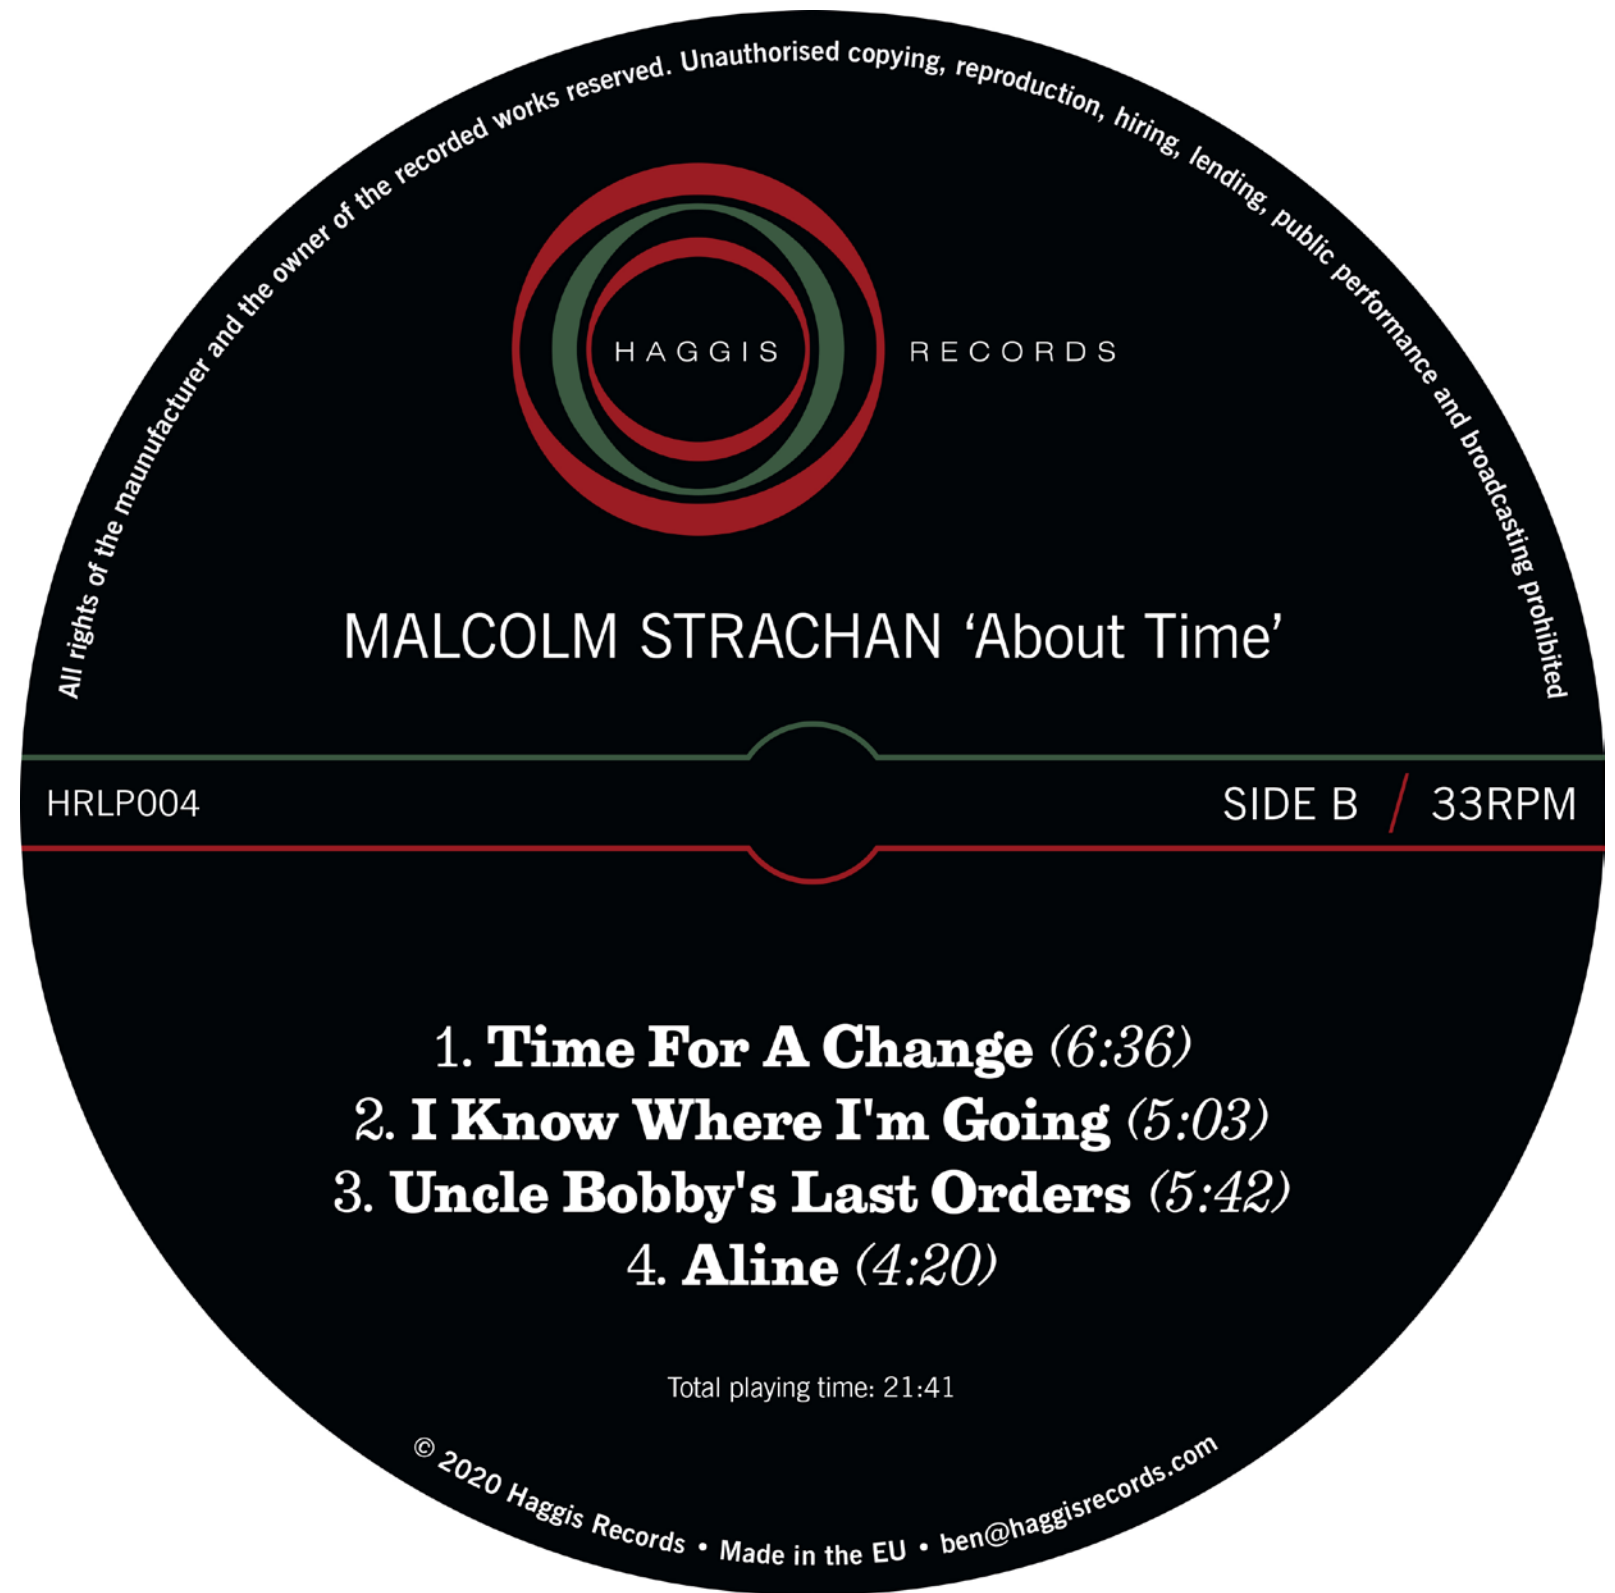 All rights of the maunufacturer and the owner of the recorded works reserved. Unauthorised copying, reproduction, hiring, lending, public performance and broadcasting prohibited
HAGGIS RECORDS
MALCOLM STRACHAN ‘About Time’
HRLP004 SIDE B / 33RPM
1. Time For A Change (6:36)
2. I Know Where I'm Going (5:03)
3. Uncle Bobby's Last Orders (5:42)
4. Aline (4:20)
Total playing time: 21:41
© 2020 Haggis Records • Made in the EU • ben@haggisrecords.com